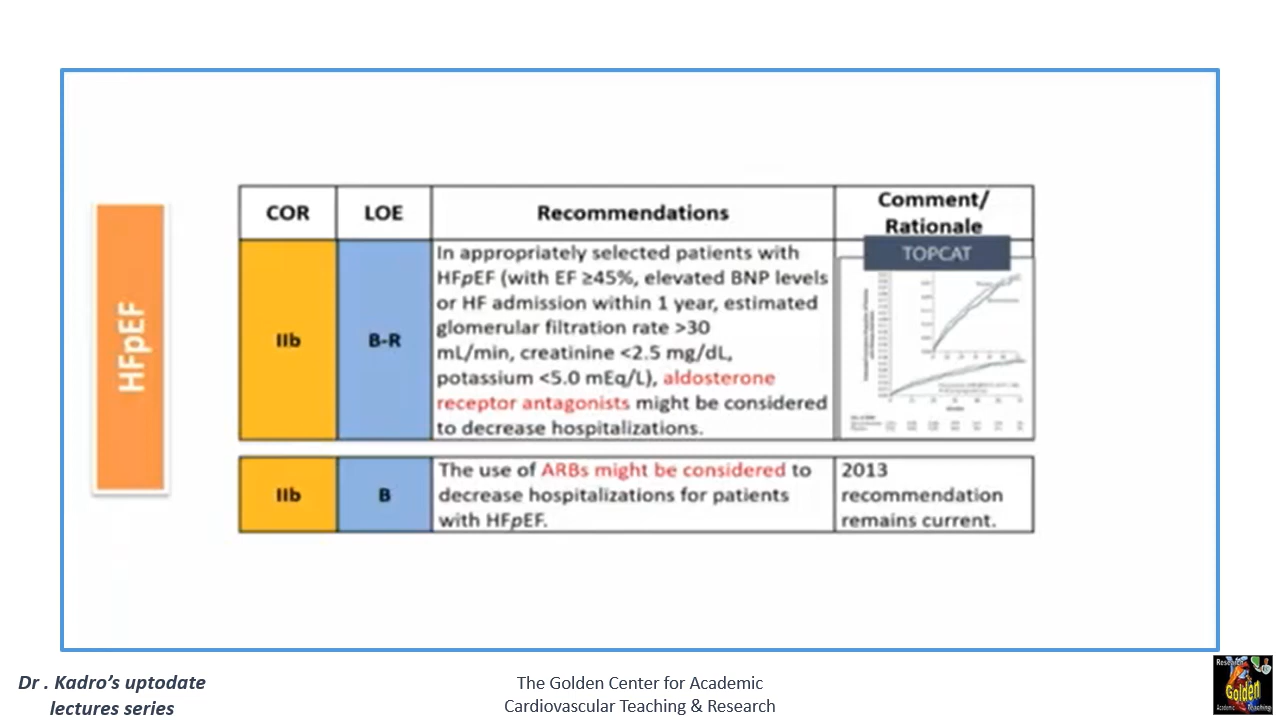 HFpEF
COR
LOE
Recommendations
Comment/
Rationale
IIb
B-R
In appropriately selected patients with
HFpEF (with EF ≥45%, elevated BNP levels
or HF admission within 1 year, estimated
glomerular filtration rate >30
mL/min, creatinine <2.5 mg/dL,
potassium <5.0 mEq/L), aldosterone
receptor antagonists might be considered
to decrease hospitalizations.
TOPCAT
IIb
B
The use of ARBs might be considered to
decrease hospitalizations for patients
with HFpEF.
2013
recommendation
remains current.
Dr . Kadro's uptodate
lectures series
The Golden Center for Academic
Cardiovascular Teaching & Research
Research
Golden
Academic Teaching